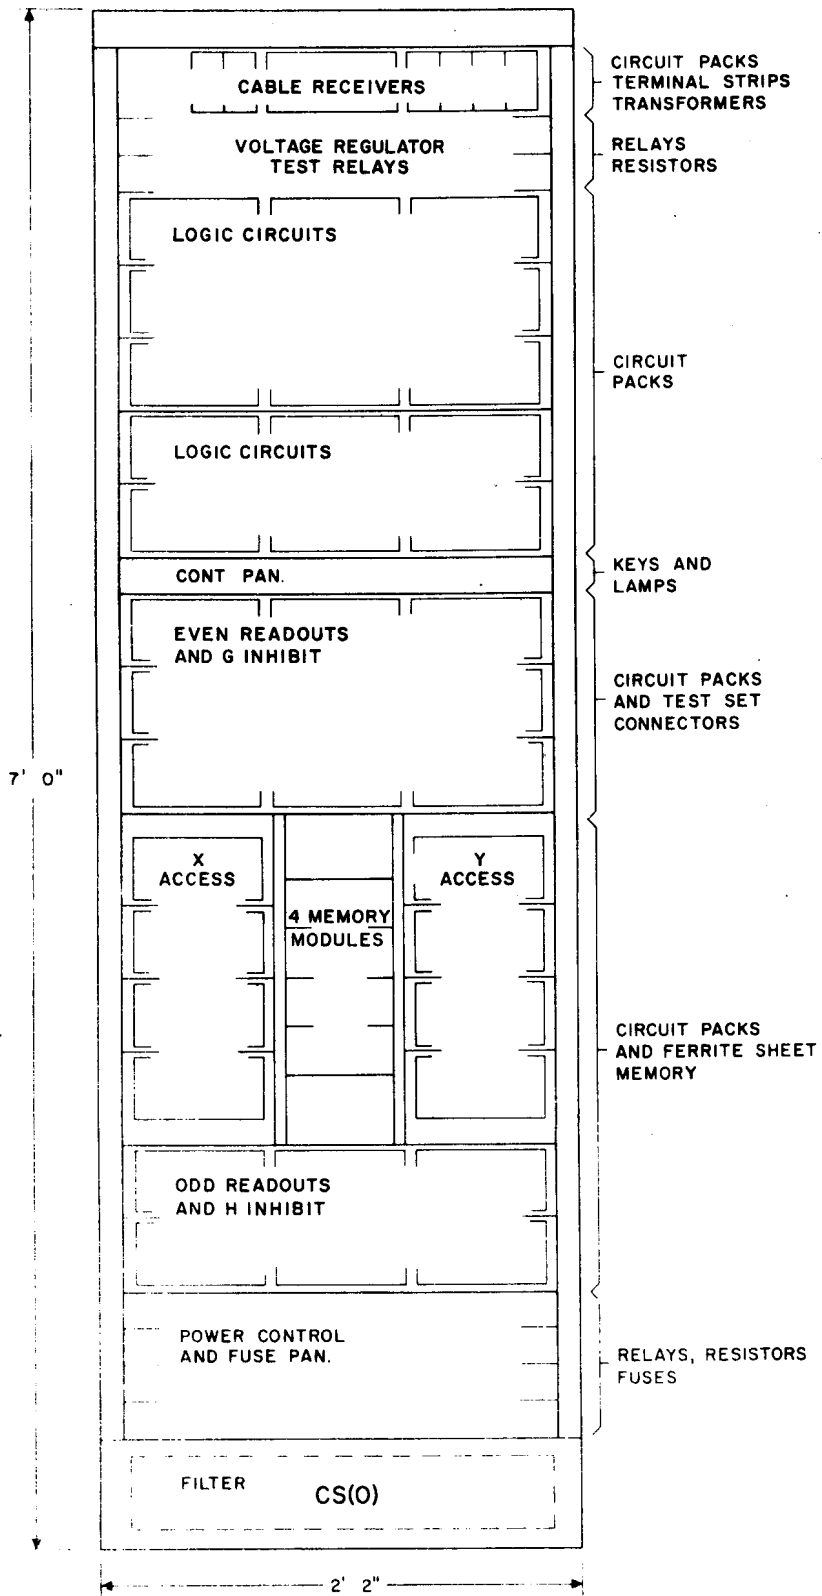 CIRCUIT PACKS
TERMINAL STRIPS
TRANSFORMERS
CABLE RECEIVERS
VOLTAGE REGULATOR
TEST RELAYS
RELAYS
RESISTORS
LOGIC CIRCUITS
CIRCUIT
PACKS
LOGIC CIRCUITS
CONT PAN.
KEYS AND
LAMPS
EVEN READOUTS
AND G INHIBIT
CIRCUIT PACKS
AND TEST SET
CONNECTORS
7' 0"
X
ACCESS
4 MEMORY
MODULES
Y
ACCESS
CIRCUIT PACKS
AND FERRITE SHEET
MEMORY
ODD READOUTS
AND H INHIBIT
POWER CONTROL
AND FUSE PAN.
RELAYS, RESISTORS
FUSES
FILTER
CS(0)
2' 2"